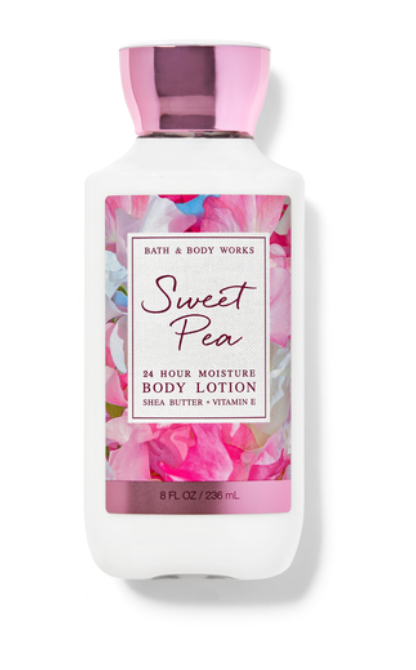 BATH & BODY WORKS
Sweet
Pea
24 HOUR MOISTURE
BODY LOTION
SHEA BUTTER + VITAMIN E
8 FL OZ / 236 mL